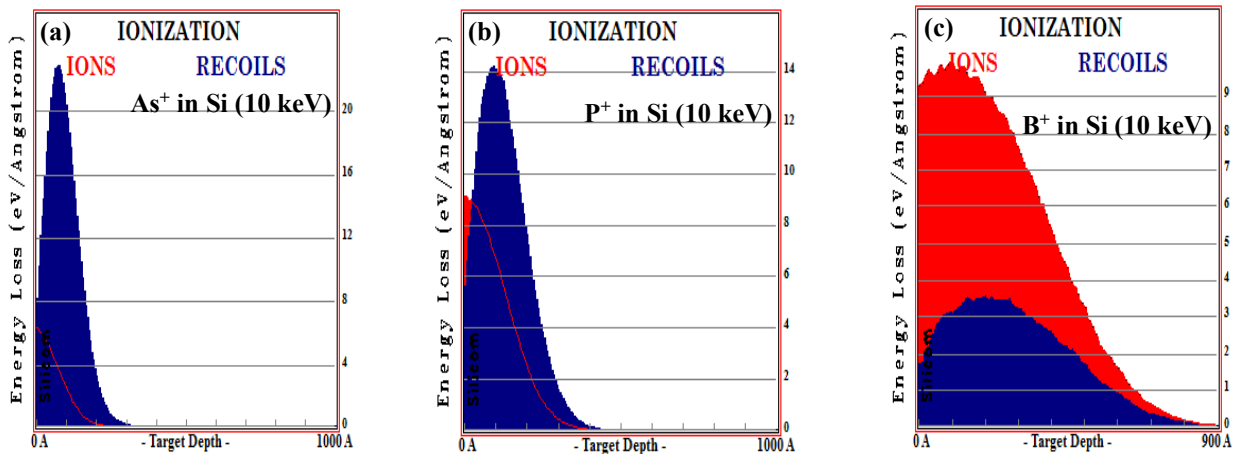 (a)
IONIZATION
IONS RECOILS
As⁺ in Si (10 keV)
Energy Loss (eV/Angstrom)
20
16
12
8
4
0
Silicom
0 A - Target Depth - 1000 A
(b)
IONIZATION
IONS RECOILS
P⁺ in Si (10 keV)
Energy Loss (eV/Angstrom)
14
12
10
8
6
4
2
0
Silicom
0 A - Target Depth - 1000 A
(c)
IONIZATION
IONS RECOILS
B⁺ in Si (10 keV)
Energy Loss (eV/Angstrom)
9
8
7
6
5
4
3
2
1
0
Silicom
0 A - Target Depth - 900 A